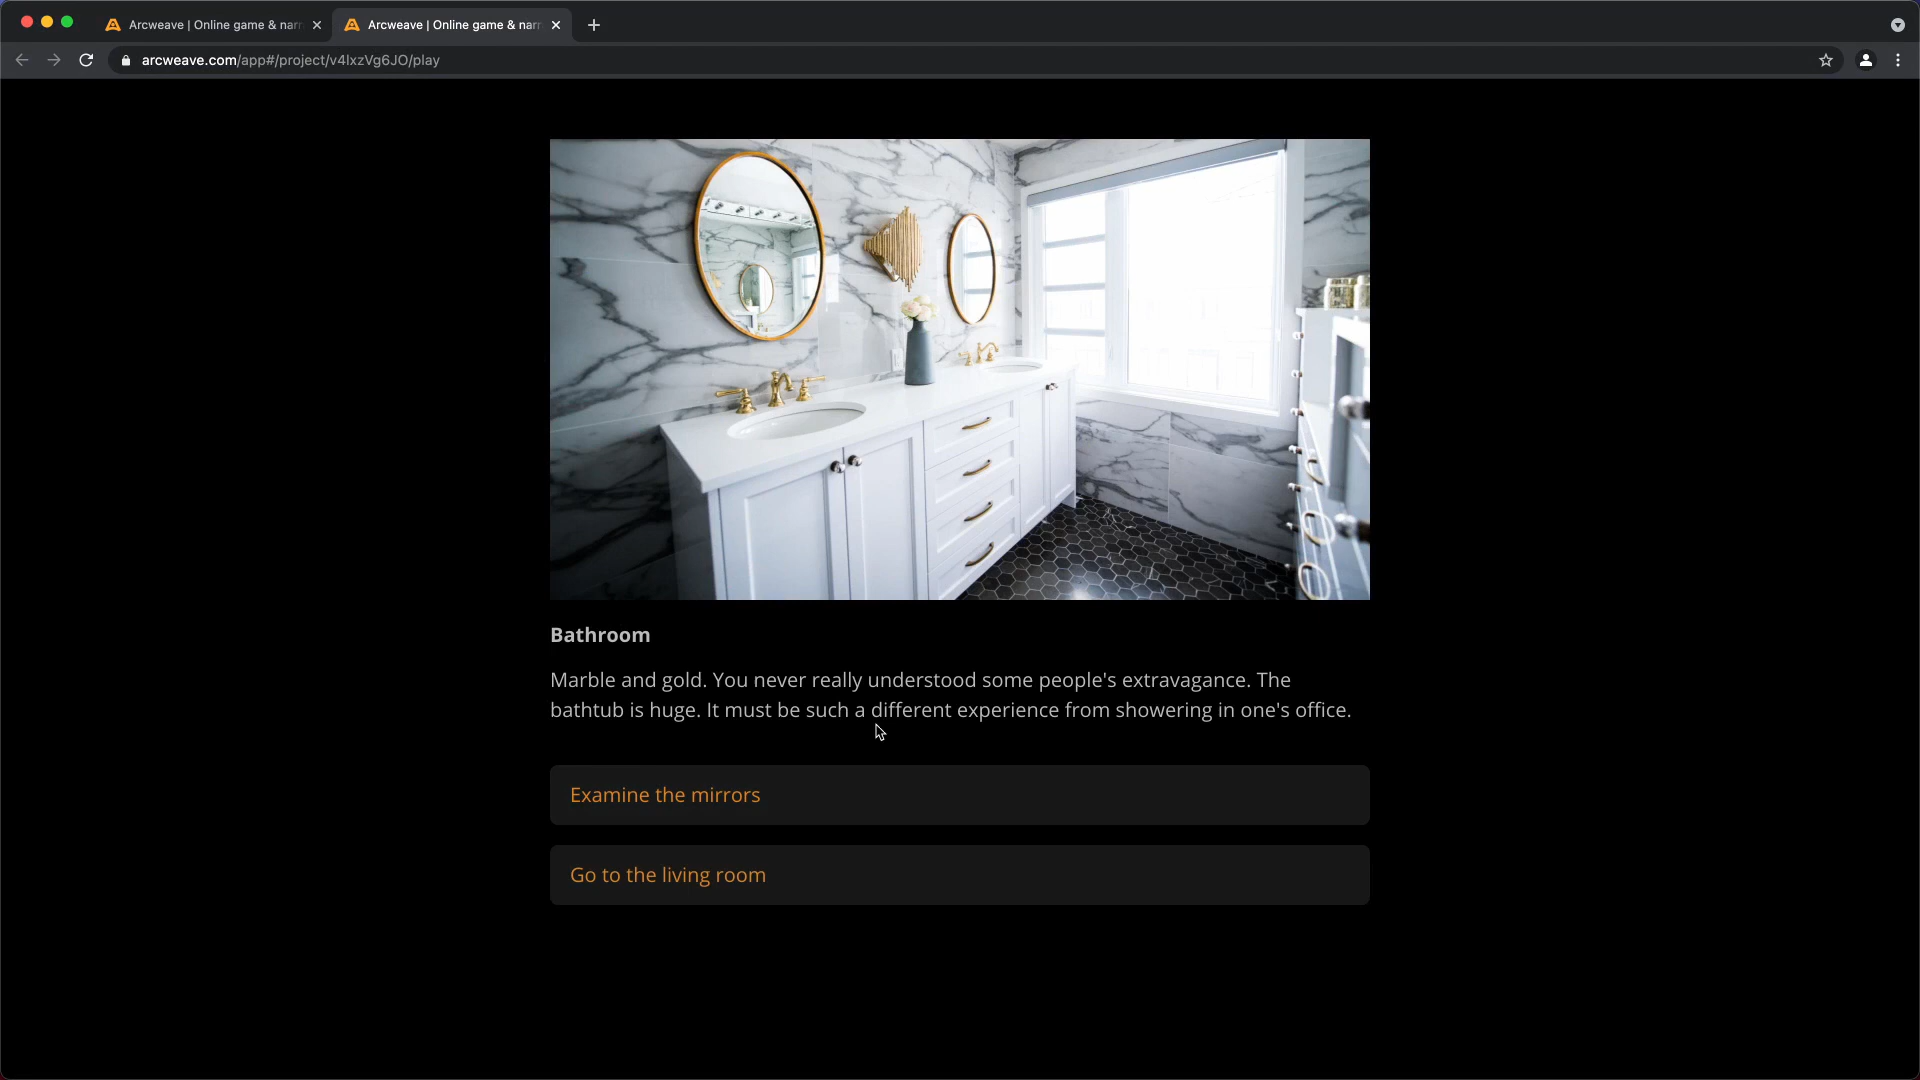 Arcweave | Online game & nar
Arcweave | Online game & nar
arcweave.com/app#/project/v4lxzVg6JO/play
Bathroom
Marble and gold. You never really understood some people's extravagance. The
bathtub is huge. It must be such a different experience from showering in one's office.
Examine the mirrors
Go to the living room